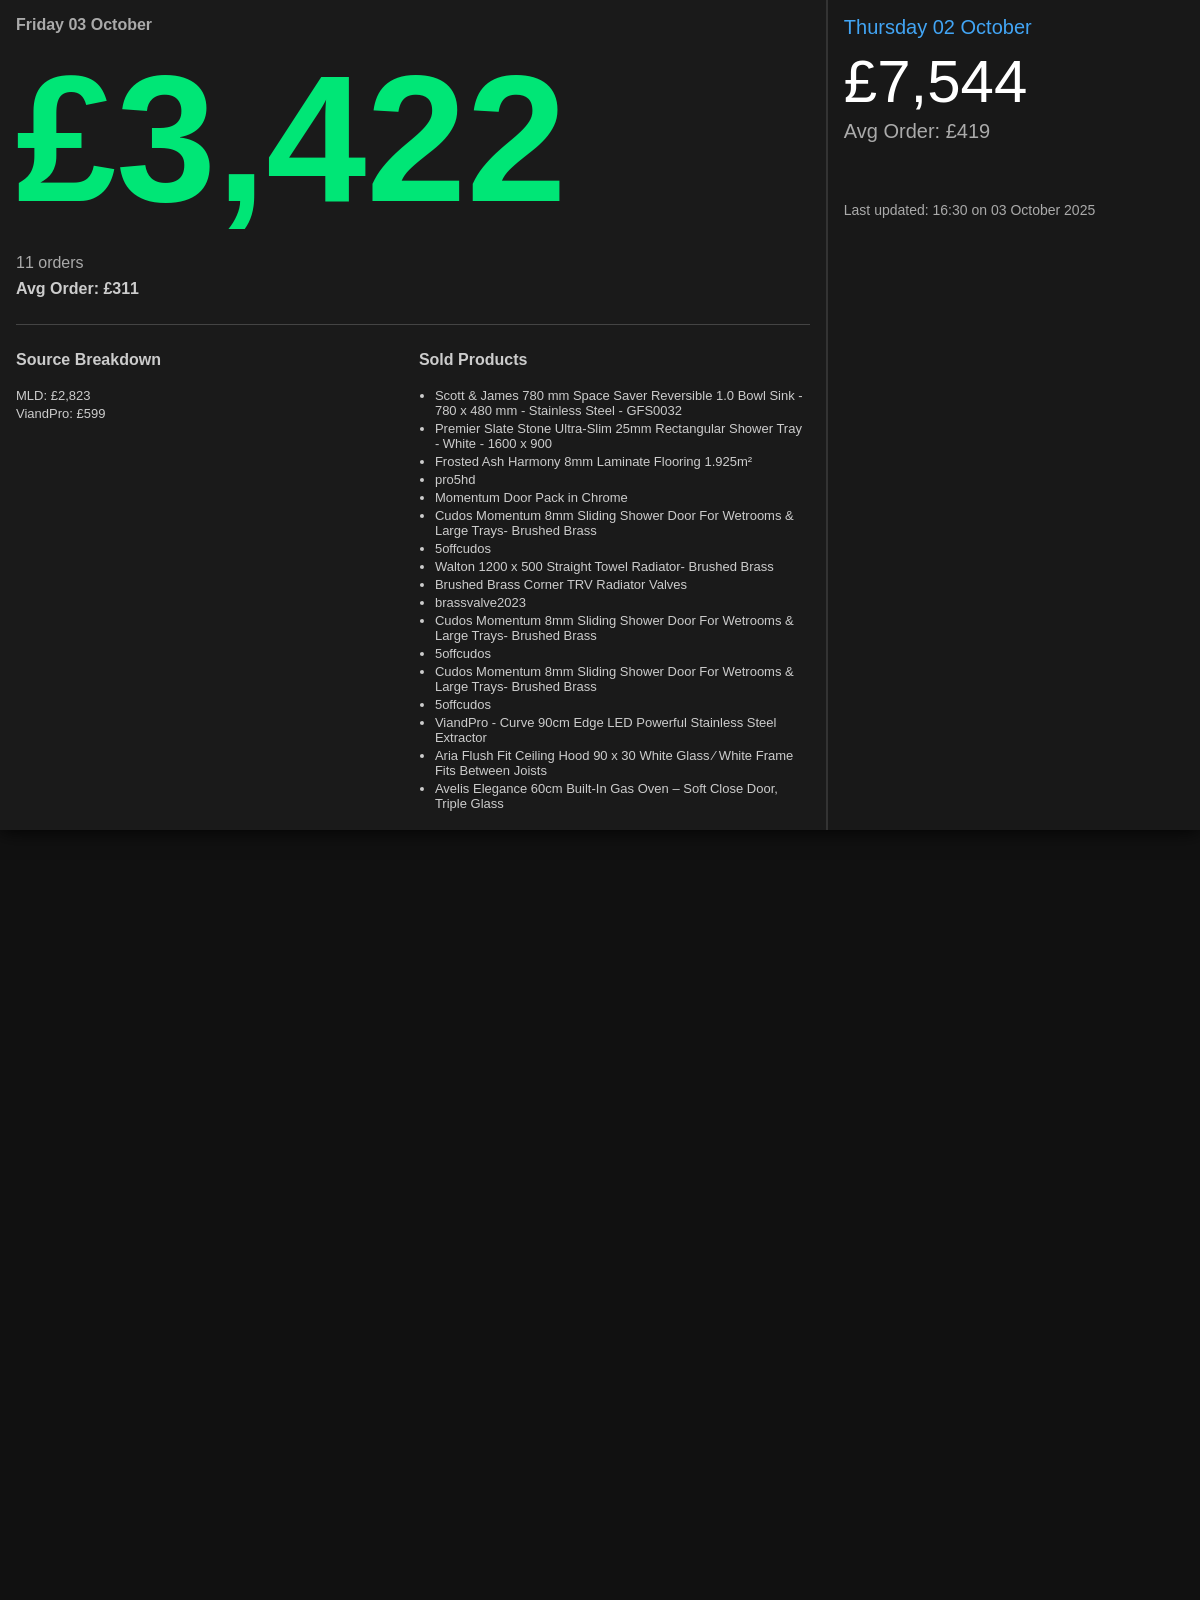 Friday 03 October
£3,422
11 orders
Avg Order: £311
Source Breakdown
MLD: £2,823
ViandPro: £599
Sold Products
• Scott & James 780 mm Space Saver Reversible 1.0 Bowl Sink -
780 x 480 mm - Stainless Steel - GFS0032
• Premier Slate Stone Ultra-Slim 25mm Rectangular Shower Tray
- White - 1600 x 900
• Frosted Ash Harmony 8mm Laminate Flooring 1.925m²
• pro5hd
• Momentum Door Pack in Chrome
• Cudos Momentum 8mm Sliding Shower Door For Wetrooms &
Large Trays- Brushed Brass
• 5offcudos
• Walton 1200 x 500 Straight Towel Radiator- Brushed Brass
• Brushed Brass Corner TRV Radiator Valves
• brassvalve2023
• Cudos Momentum 8mm Sliding Shower Door For Wetrooms &
Large Trays- Brushed Brass
• 5offcudos
• Cudos Momentum 8mm Sliding Shower Door For Wetrooms &
Large Trays- Brushed Brass
• 5offcudos
• ViandPro - Curve 90cm Edge LED Powerful Stainless Steel
Extractor
• Aria Flush Fit Ceiling Hood 90 x 30 White Glass ⁄ White Frame
Fits Between Joists
• Avelis Elegance 60cm Built-In Gas Oven – Soft Close Door,
Triple Glass
Thursday 02 October
£7,544
Avg Order: £419
Last updated: 16:30 on 03 October 2025